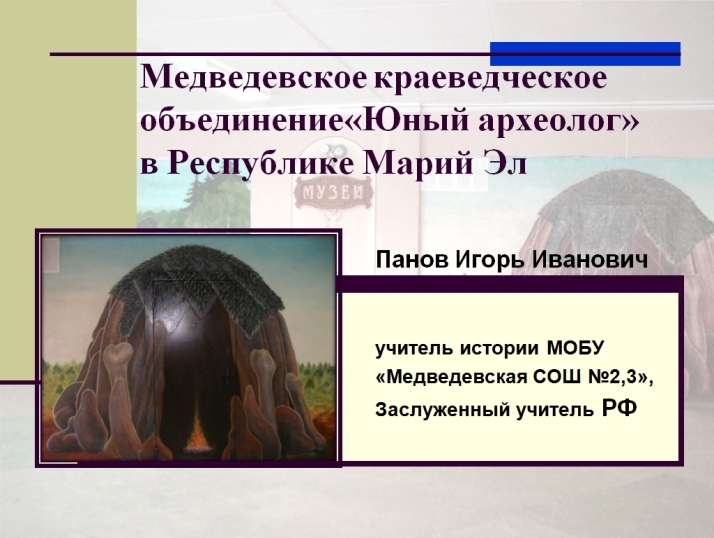 Медведевское краеведческое
объединение«Юный археолог»
в Республике Марий Эл
МУЗЕЙ
Панов Игорь Иванович
учитель истории МОБУ
«Медведевская СОШ №2,3»,
Заслуженный учитель РФ